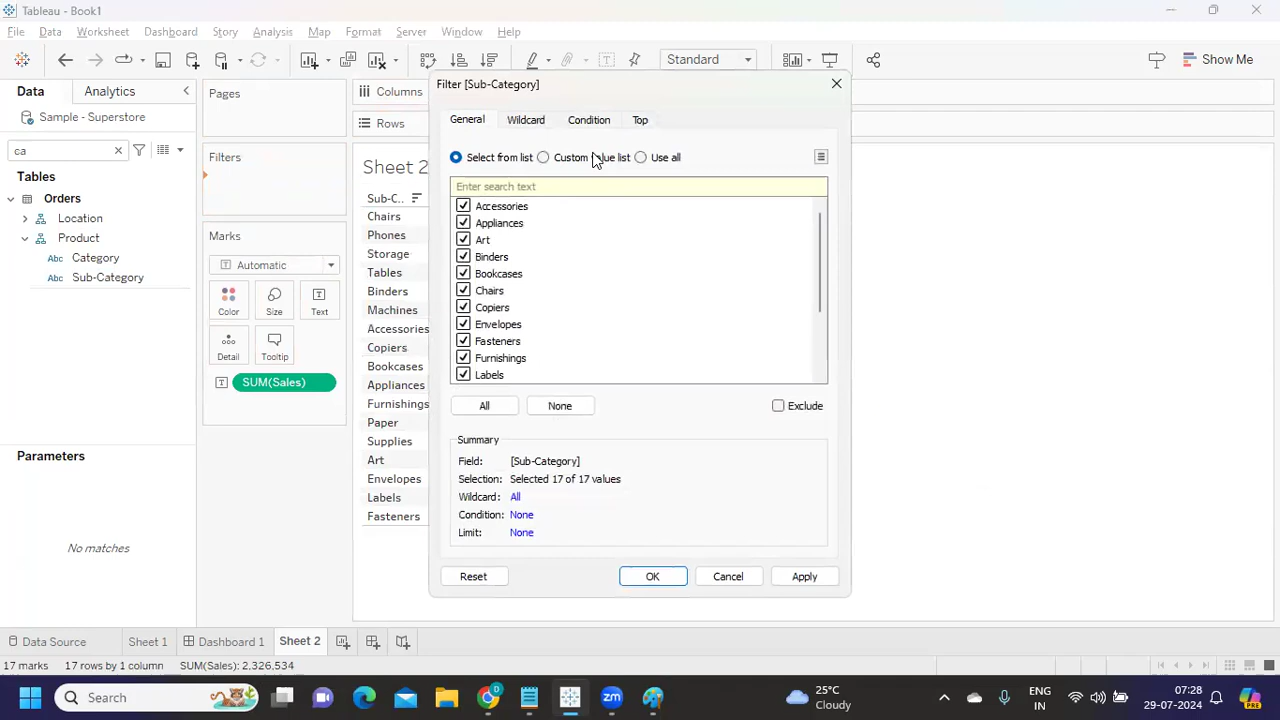 Tableau - Book1
File Data Worksheet Dashboard Story Analysis Map Format Server Window Help
Standard
Show Me
Data Analytics
Sample - Superstore
ca
Tables
Orders
Location
Product
Abc Category
Abc Sub-Category
Parameters
No matches
Pages
Filters
Marks
Automatic
Color Size Text
Detail Tooltip
SUM(Sales)
Columns
Rows
Sheet 2
Sub-C..
Chairs
Phones
Storage
Tables
Binders
Machines
Accessories
Copiers
Bookcases
Appliances
Furnishings
Paper
Supplies
Art
Envelopes
Labels
Fasteners
Filter [Sub-Category]
General Wildcard Condition Top
Select from list Custom value list Use all
Enter search text
Accessories
Appliances
Art
Binders
Bookcases
Chairs
Copiers
Envelopes
Fasteners
Furnishings
Labels
All None Exclude
Summary
Field: [Sub-Category]
Selection: Selected 17 of 17 values
Wildcard: All
Condition: None
Limit: None
Reset OK Cancel Apply
Data Source Sheet 1 Dashboard 1 Sheet 2
17 marks 17 rows by 1 column SUM(Sales): 2,326,534
Search
25°C
Cloudy
ENG
IN
07:28
29-07-2024